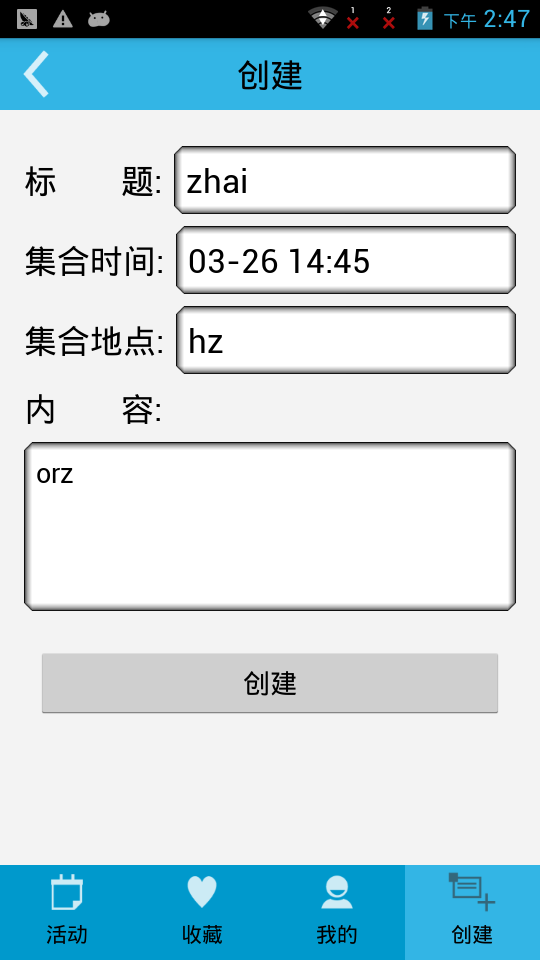 1 2 下午 2:47
创建
标 题: zhai
集合时间: 03-26 14:45
集合地点: hz
内 容:
orz
创建
活动 收藏 我的 创建